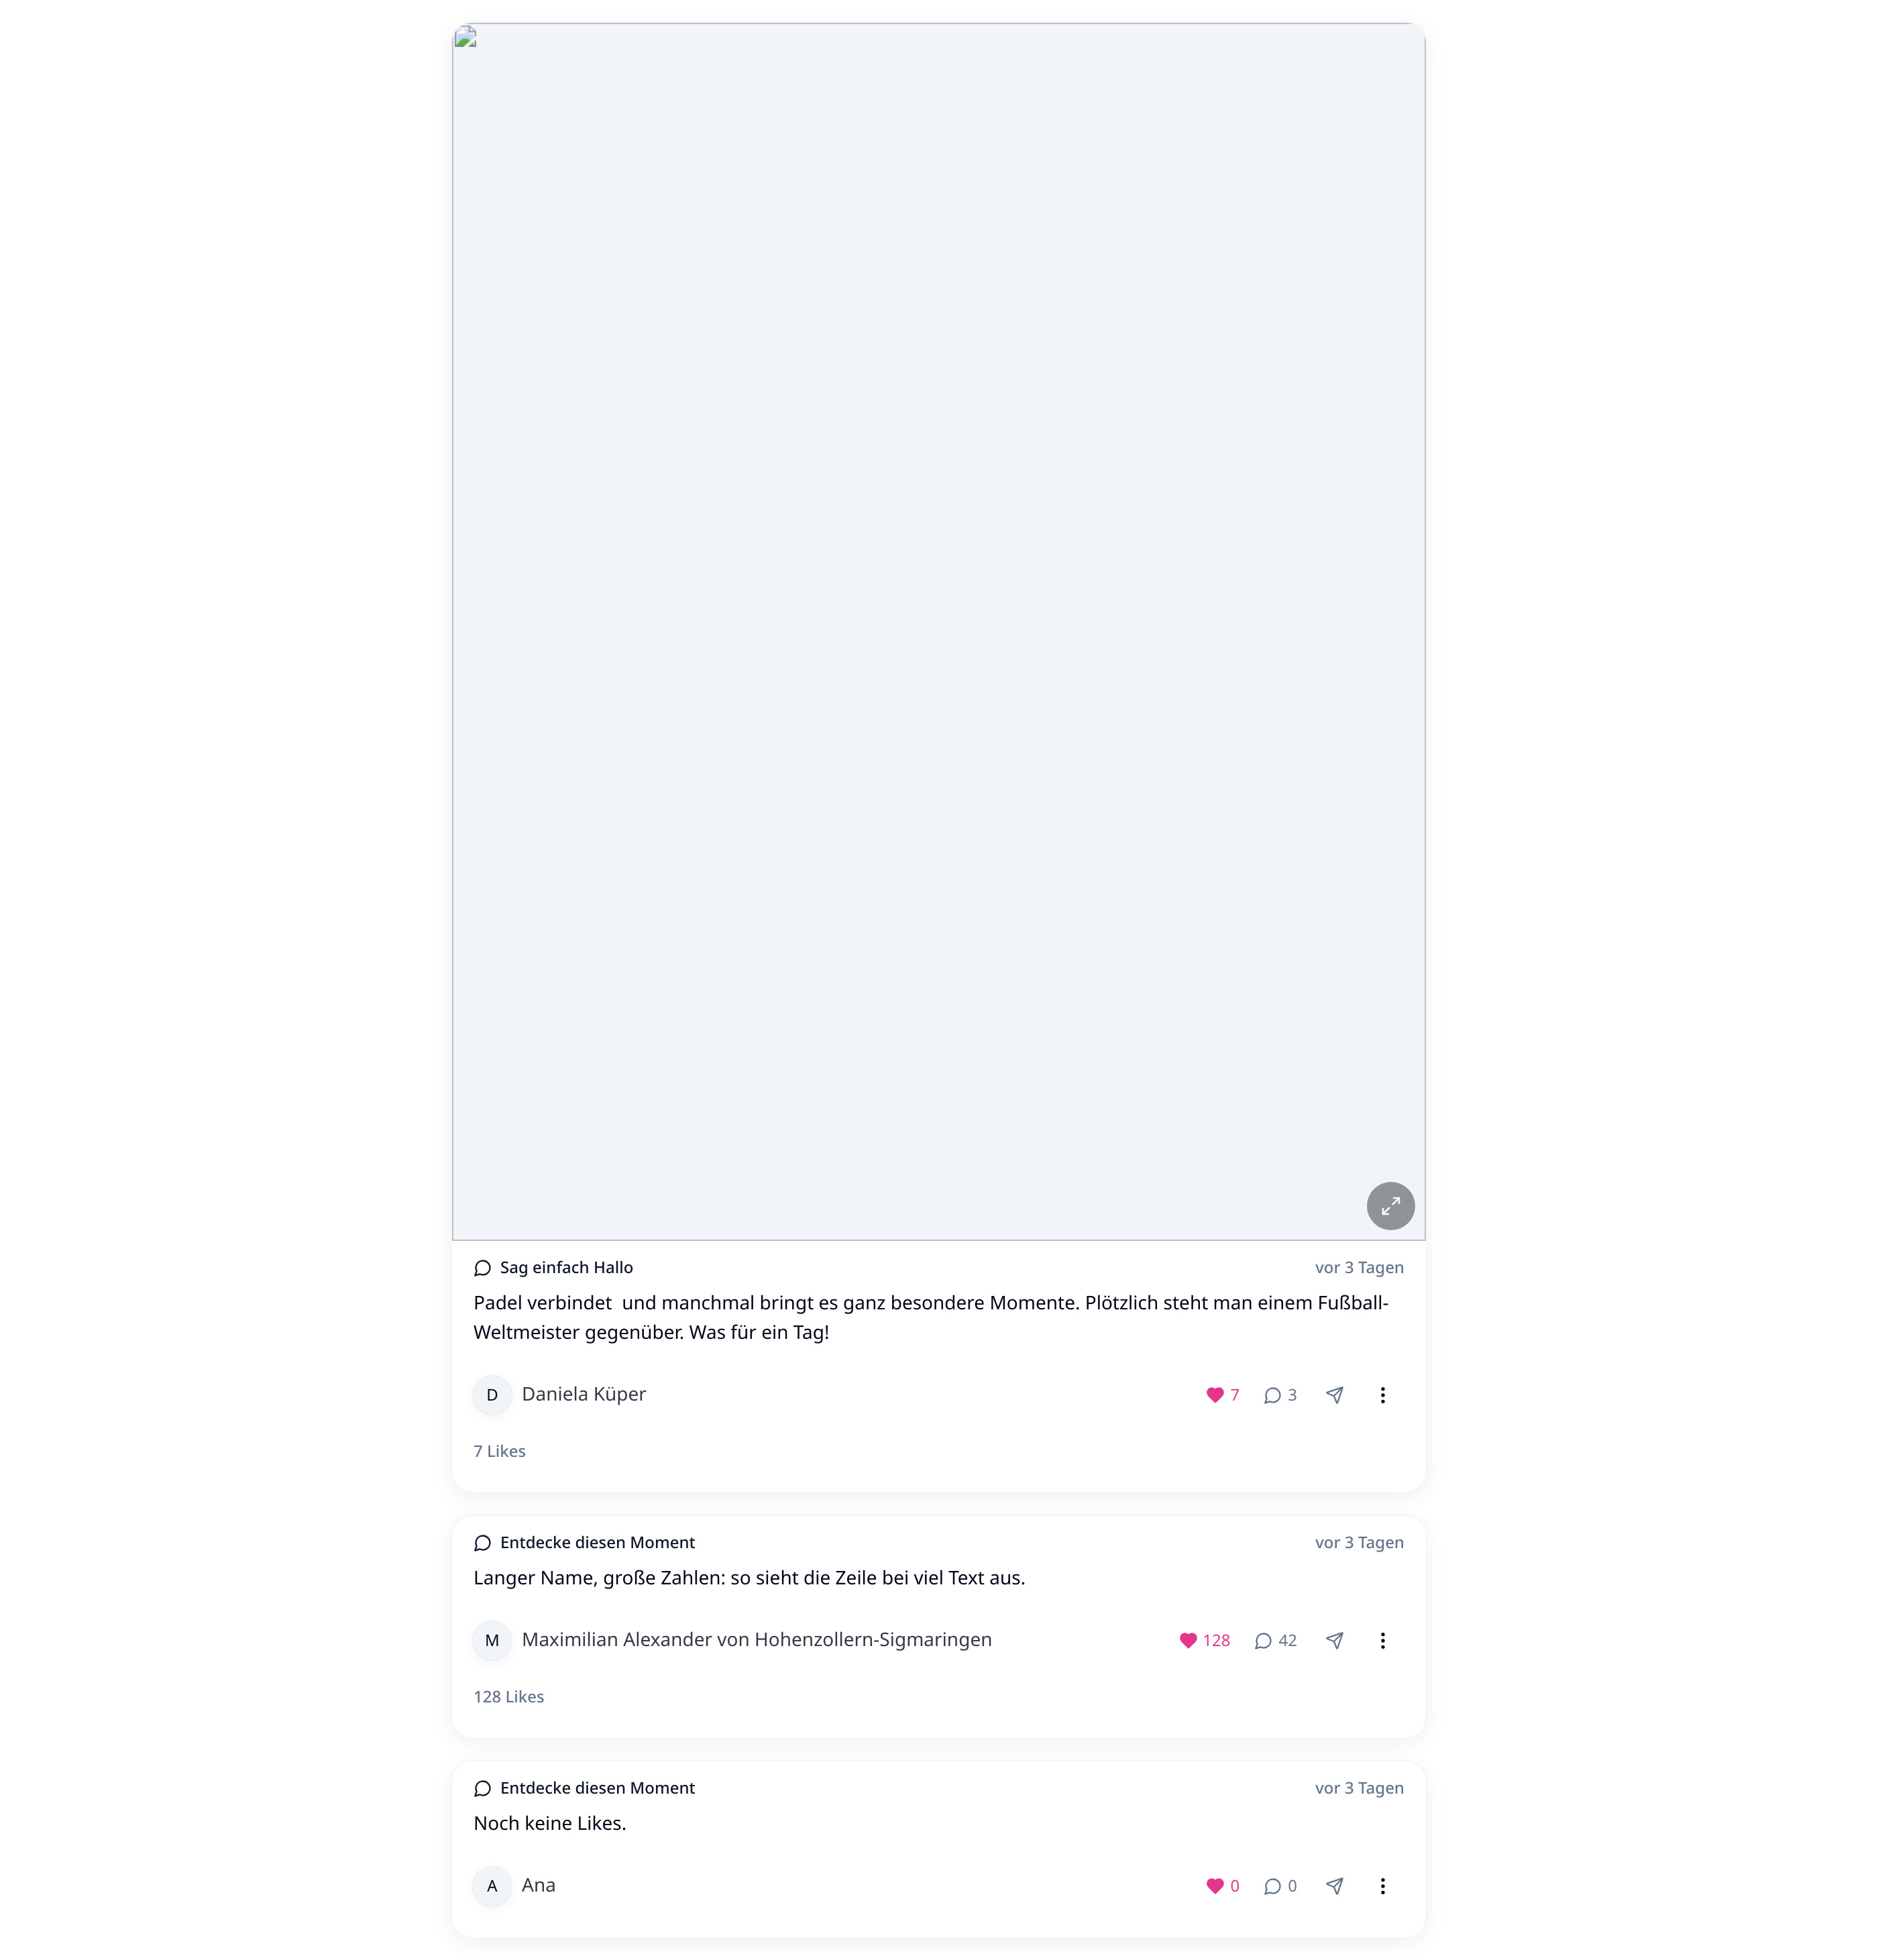 Sag einfach Hallo
vor 3 Tagen
Padel verbindet  und manchmal bringt es ganz besondere Momente. Plötzlich steht man einem Fußball-
Weltmeister gegenüber. Was für ein Tag!
D Daniela Küper
7 3
7 Likes
Entdecke diesen Moment
vor 3 Tagen
Langer Name, große Zahlen: so sieht die Zeile bei viel Text aus.
M Maximilian Alexander von Hohenzollern-Sigmaringen
128 42
128 Likes
Entdecke diesen Moment
vor 3 Tagen
Noch keine Likes.
A Ana
0 0